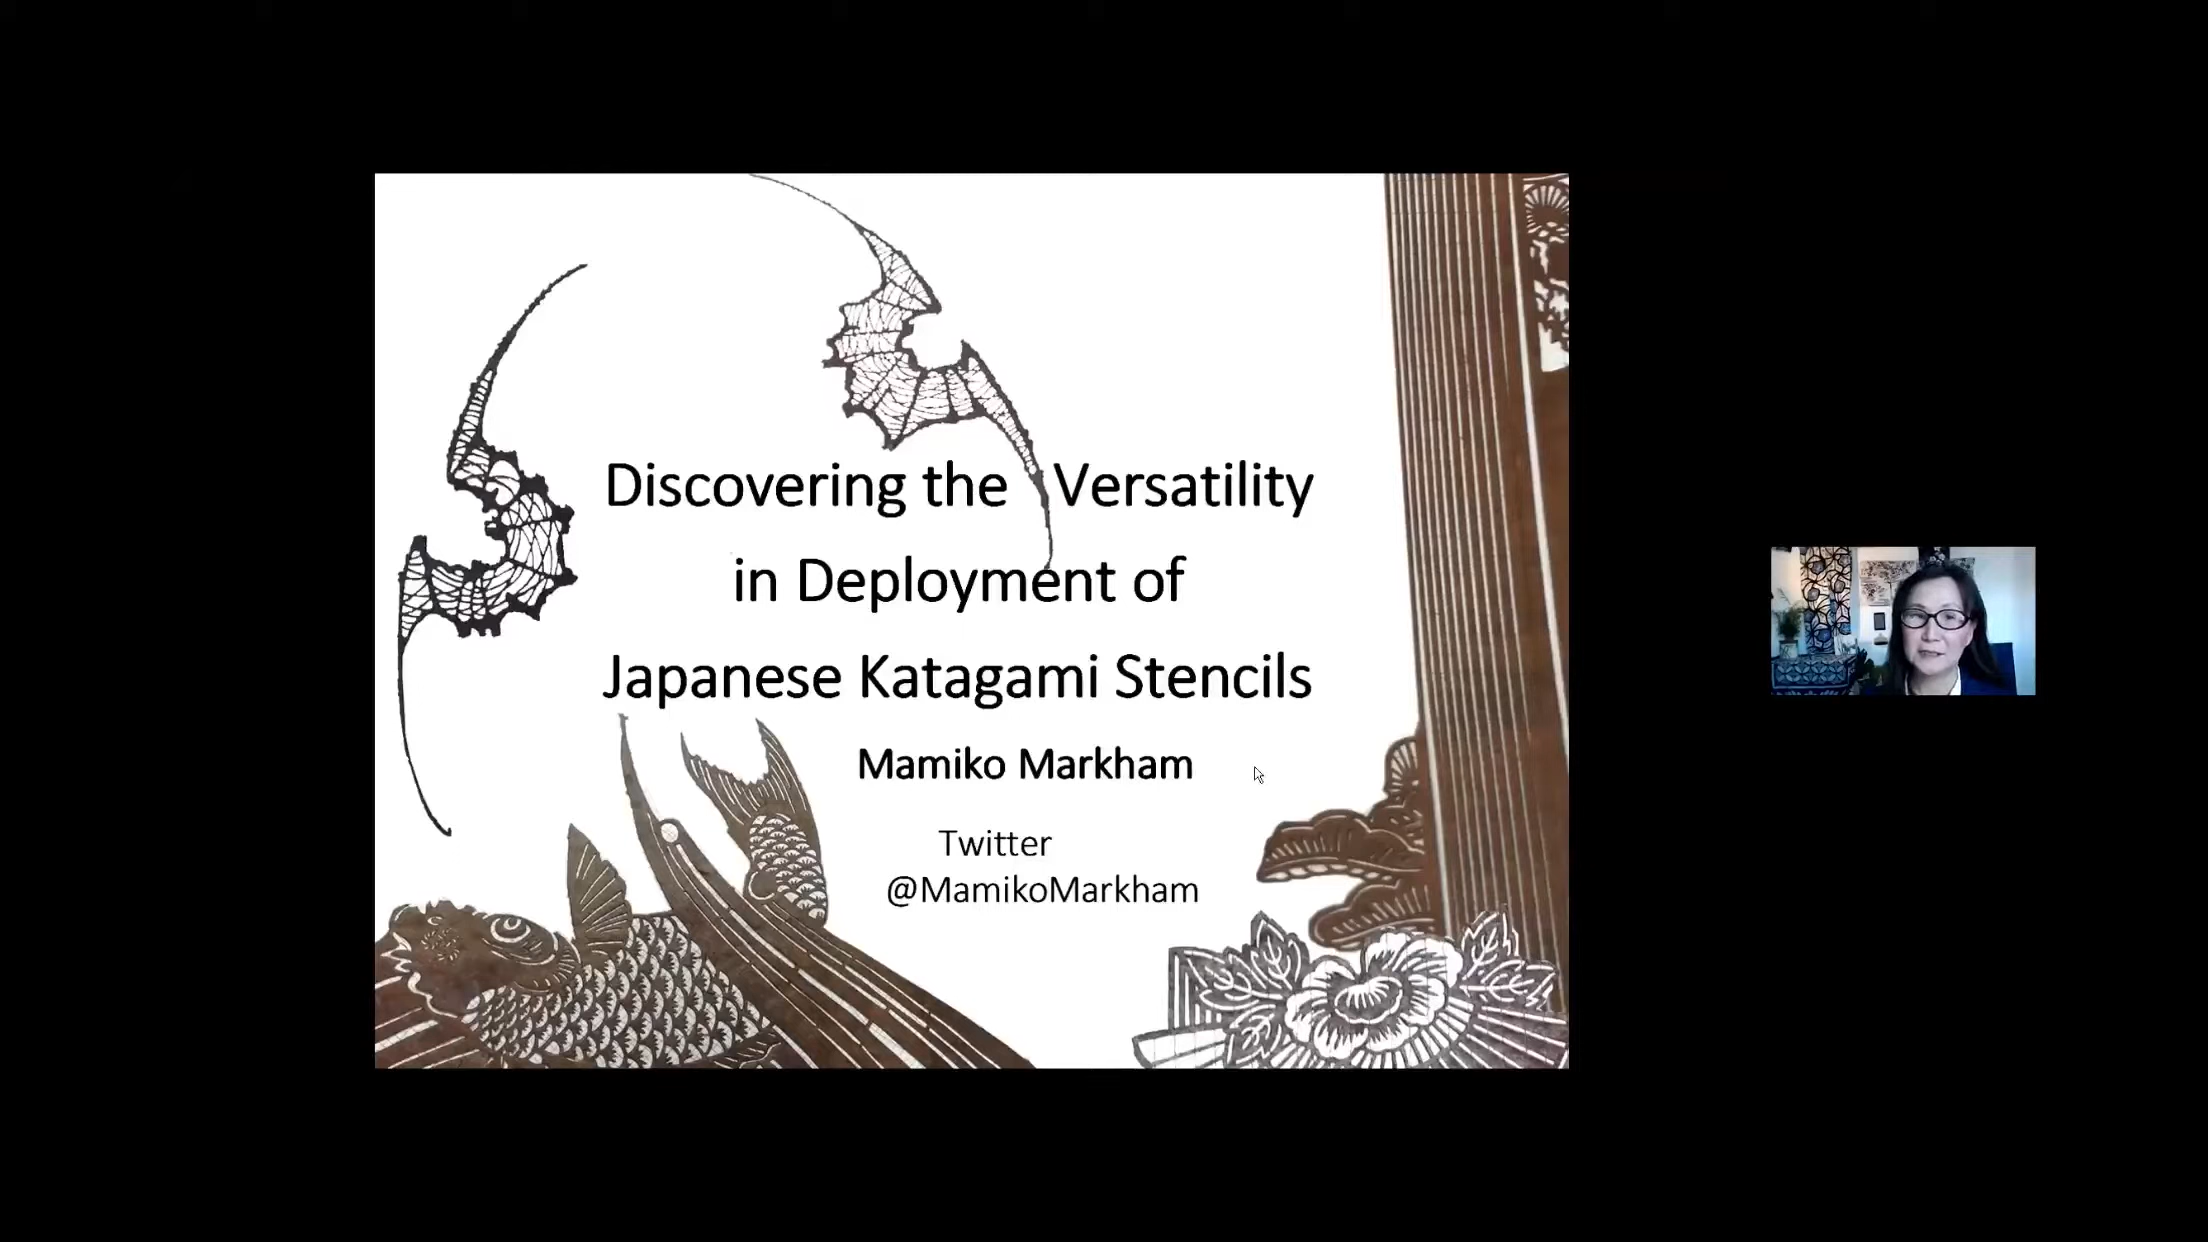 Discovering the Versatility
in Deployment of
Japanese Katagami Stencils
Mamiko Markham
Twitter
@MamikoMarkham